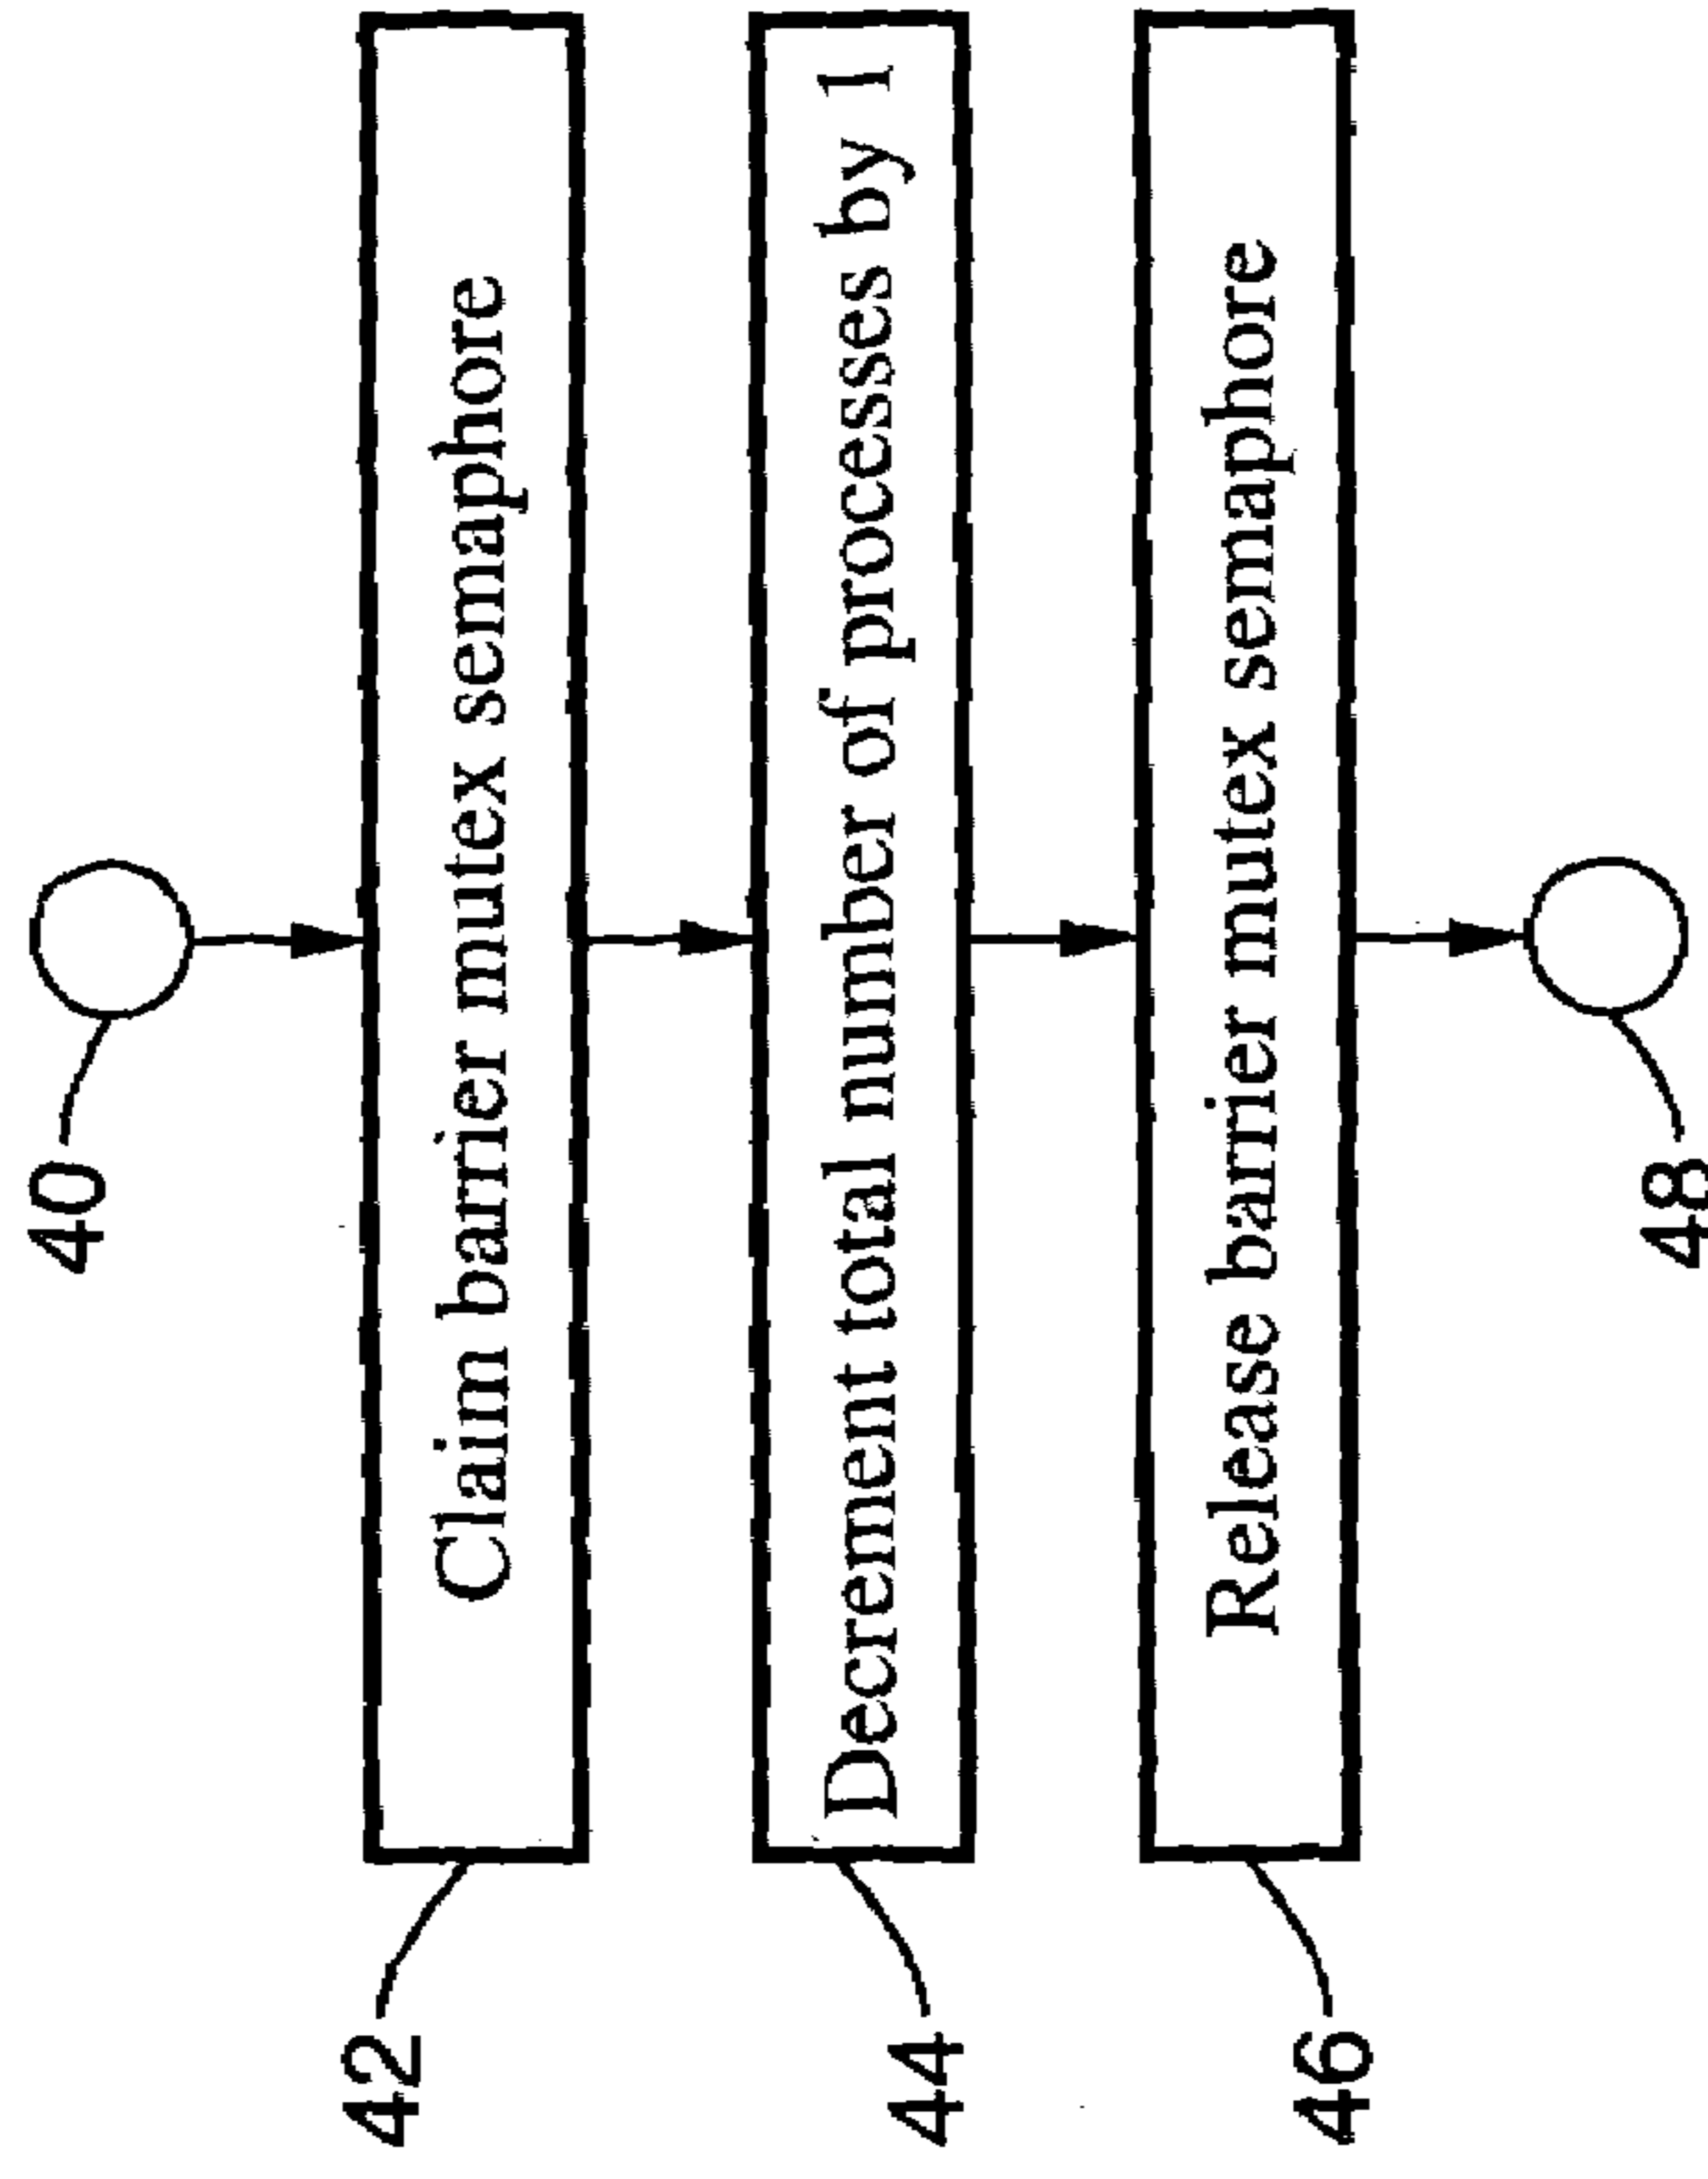 40
42
Claim barrier mutex semaphore
44
Decrement total number of processes by 1
46
Release barrier mutex semaphore
48